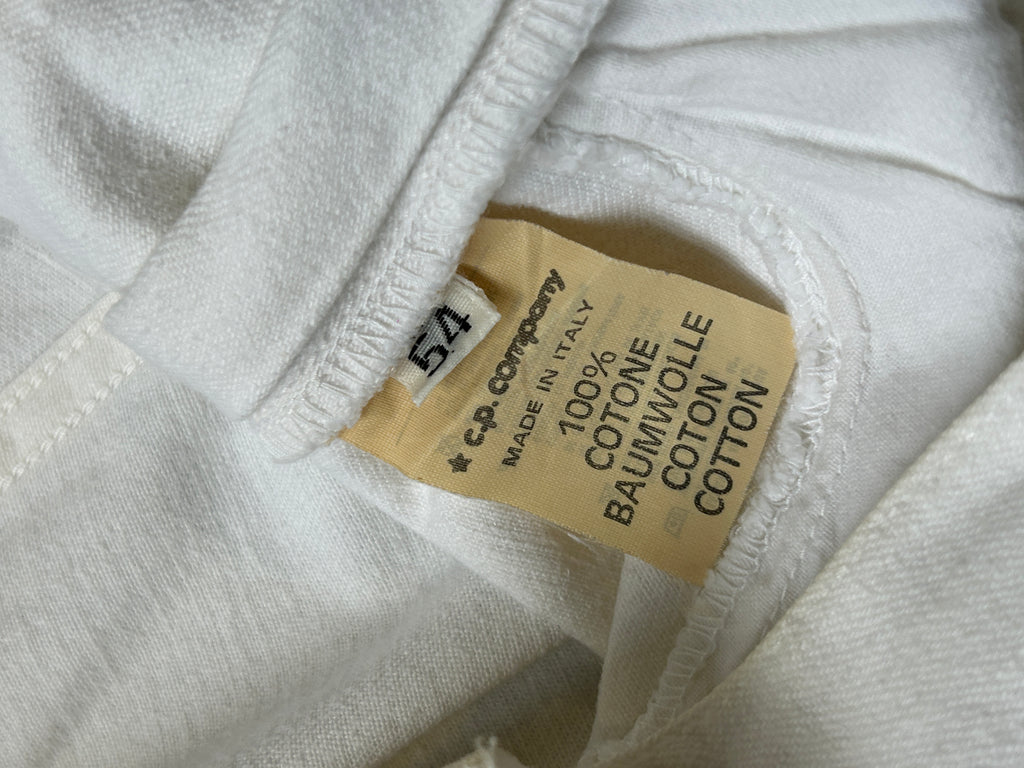 54
★ c.p. company
MADE IN ITALY
100%
COTONE
BAUMWOLLE
COTON
COTTON